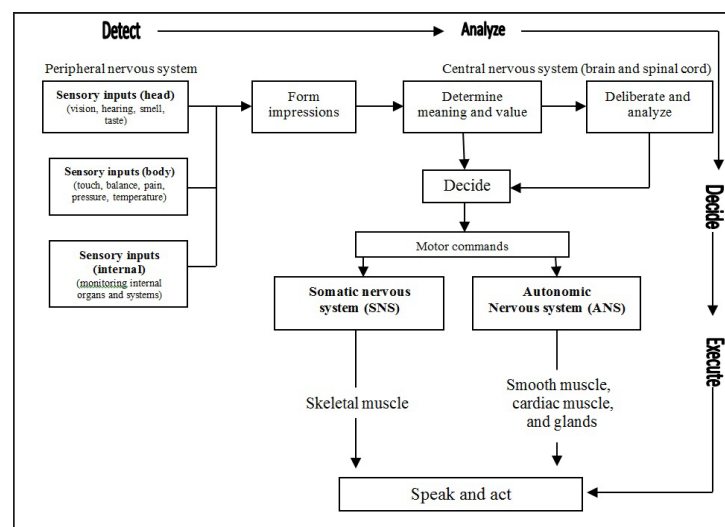 Detect
Analyze
Peripheral nervous system
Central nervous system (brain and spinal cord)
Sensory inputs (head)
(vision, hearing, smell,
taste)
Form
impressions
Determine
meaning and value
Deliberate and
analyze
Sensory inputs (body)
(touch, balance, pain,
pressure, temperature)
Decide
Decide
Sensory inputs
(internal)
(monitoring internal
organs and systems)
Motor commands
Somatic nervous
system (SNS)
Autonomic
Nervous system (ANS)
Execute
Skeletal muscle
Smooth muscle,
cardiac muscle,
and glands
Speak and act